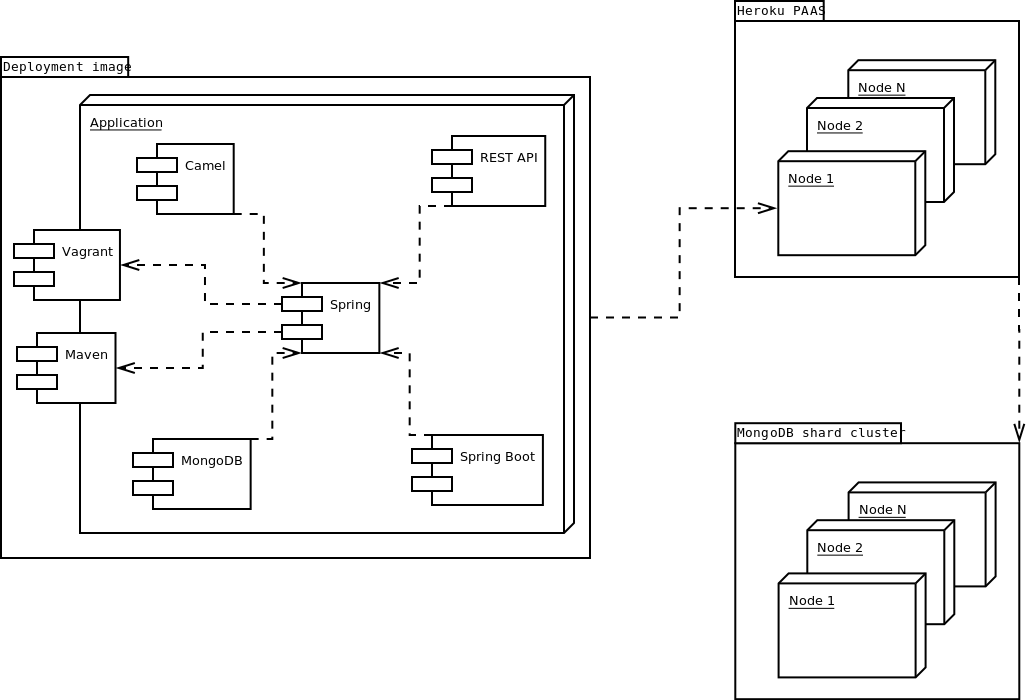 Heroku PAAS
Node N
Node 2
Node 1
Deployment image
Application
Camel
REST API
Vagrant
Spring
Maven
MongoDB
Spring Boot
MongoDB shard cluster
Node N
Node 2
Node 1